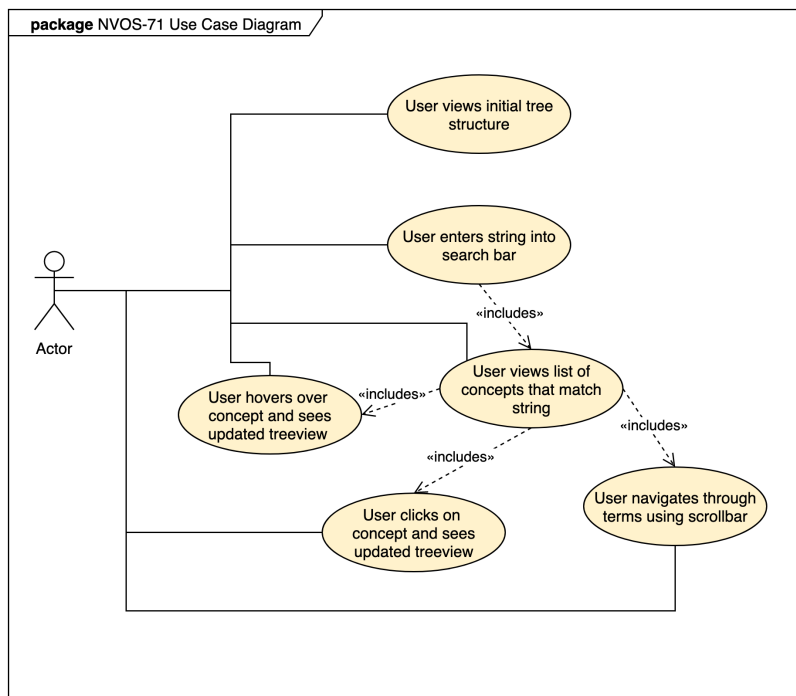 package NVOS-71 Use Case Diagram
User views initial tree
structure
User enters string into
search bar
«includes»
Actor
User views list of
concepts that match
string
«includes»
User hovers over
concept and sees
updated treeview
«includes»
«includes»
User navigates through
terms using scrollbar
User clicks on
concept and sees
updated treeview